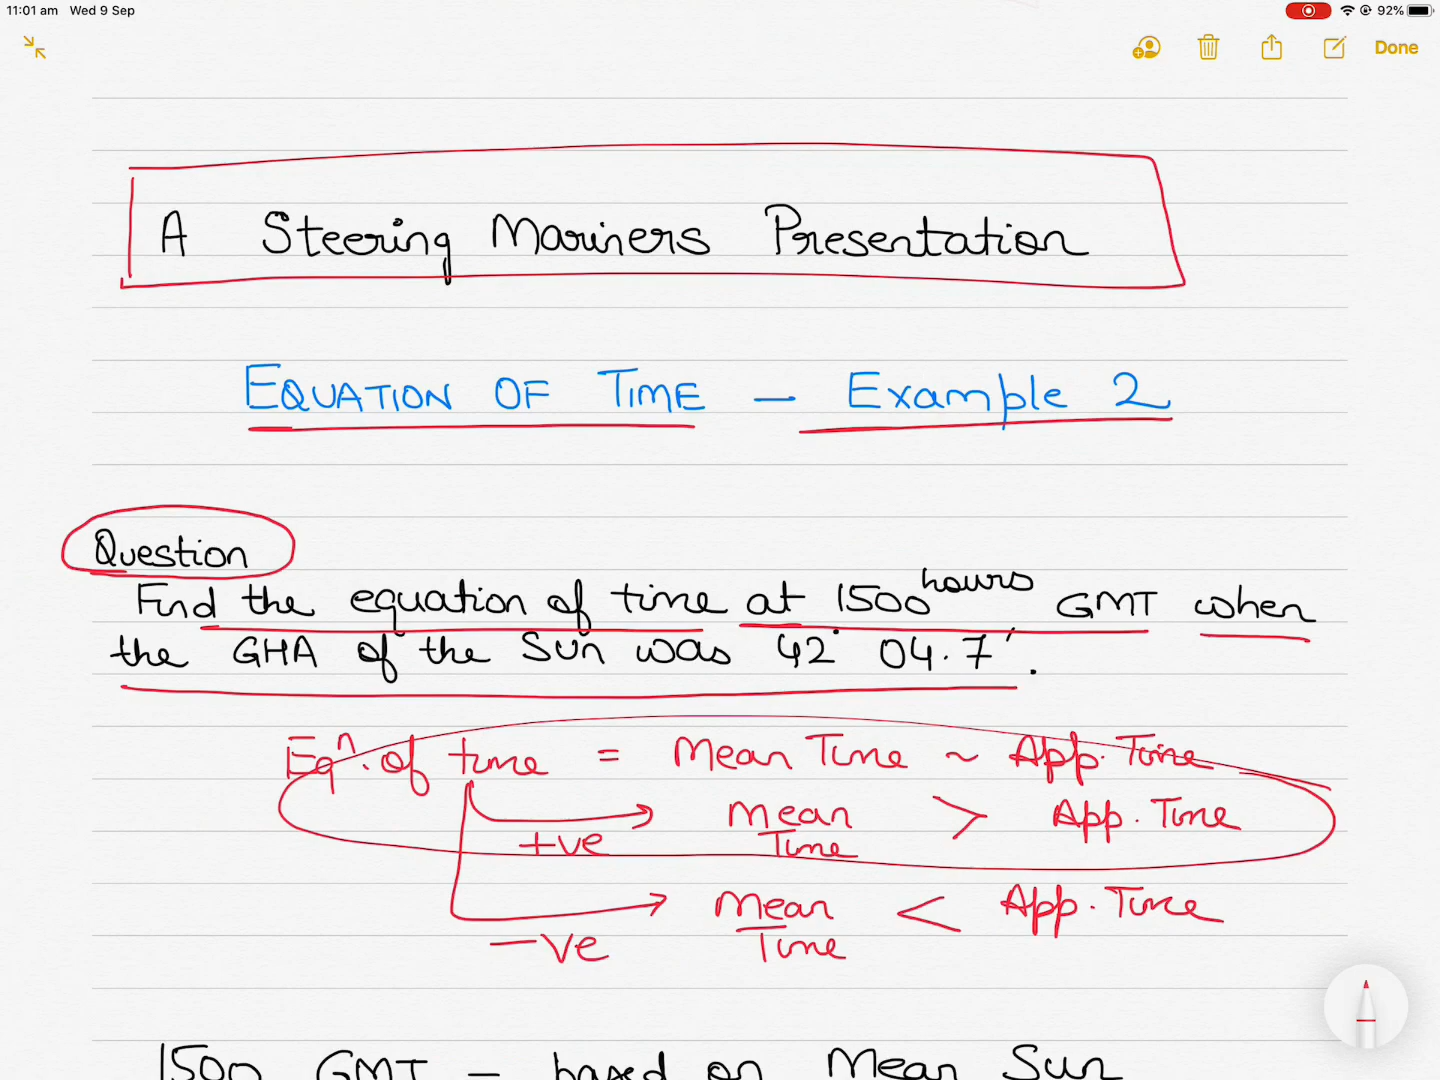 11:01 am Wed 9 Sep 92%
Done
A Steering Mariners Presentation
EQUATION OF TIME - Example 2
Question
Find the equation of time at 1500 hours GMT when
the GHA of the Sun was 42° 04.7'.
Eqn. of time = Mean Time ~ App. Time
+ve Mean Time > App. Time
-ve Mean Time < App. Time
1500 GMT - based on Mean Sun